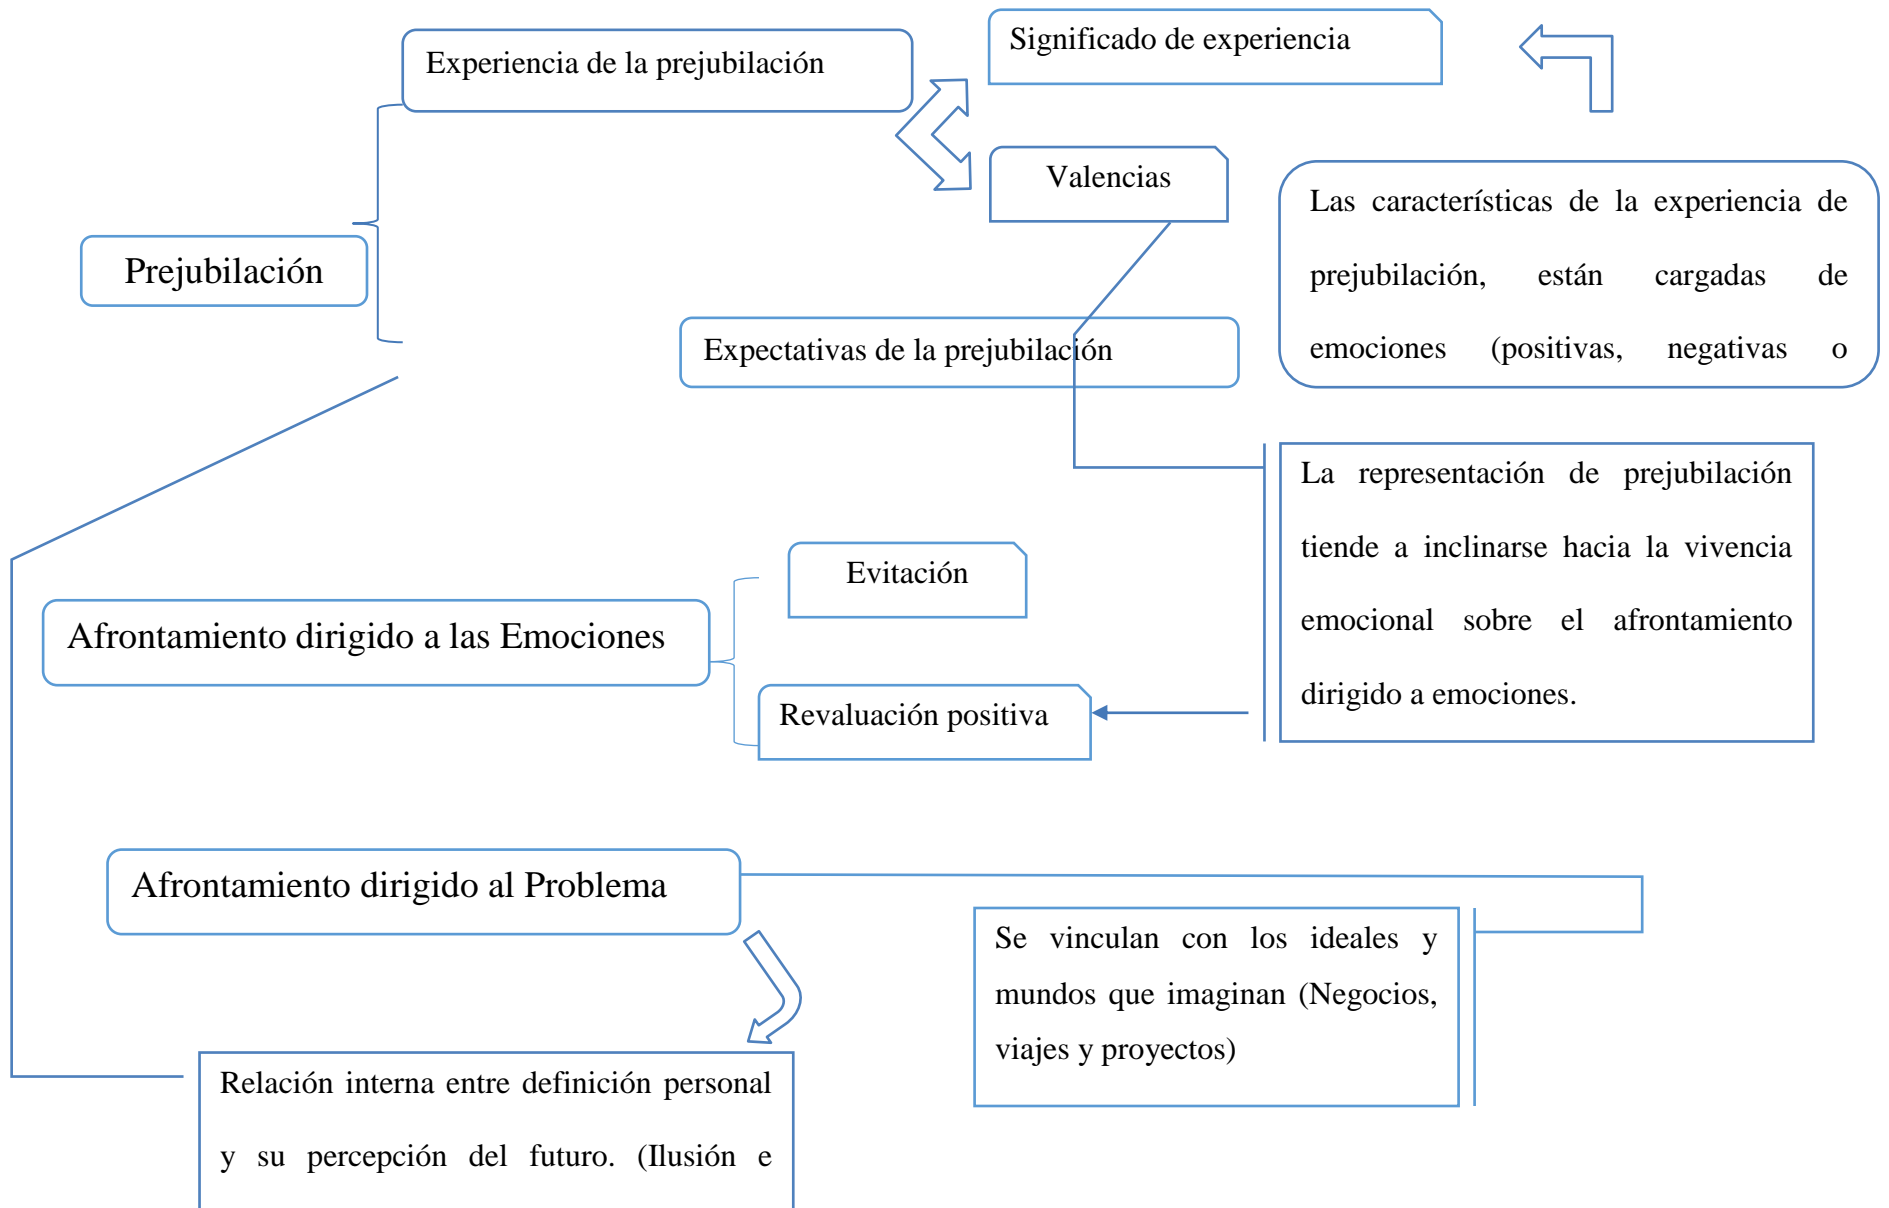 Experiencia de la prejubilación
Significado de experiencia
Valencias
Prejubilación
Las características de la experiencia de
prejubilación, están cargadas de
emociones (positivas, negativas o
Expectativas de la prejubilación
La representación de prejubilación
tiende a inclinarse hacia la vivencia
emocional sobre el afrontamiento
dirigido a emociones.
Evitación
Afrontamiento dirigido a las Emociones
Revaluación positiva
Afrontamiento dirigido al Problema
Se vinculan con los ideales y
mundos que imaginan (Negocios,
viajes y proyectos)
Relación interna entre definición personal
y su percepción del futuro. (Ilusión e